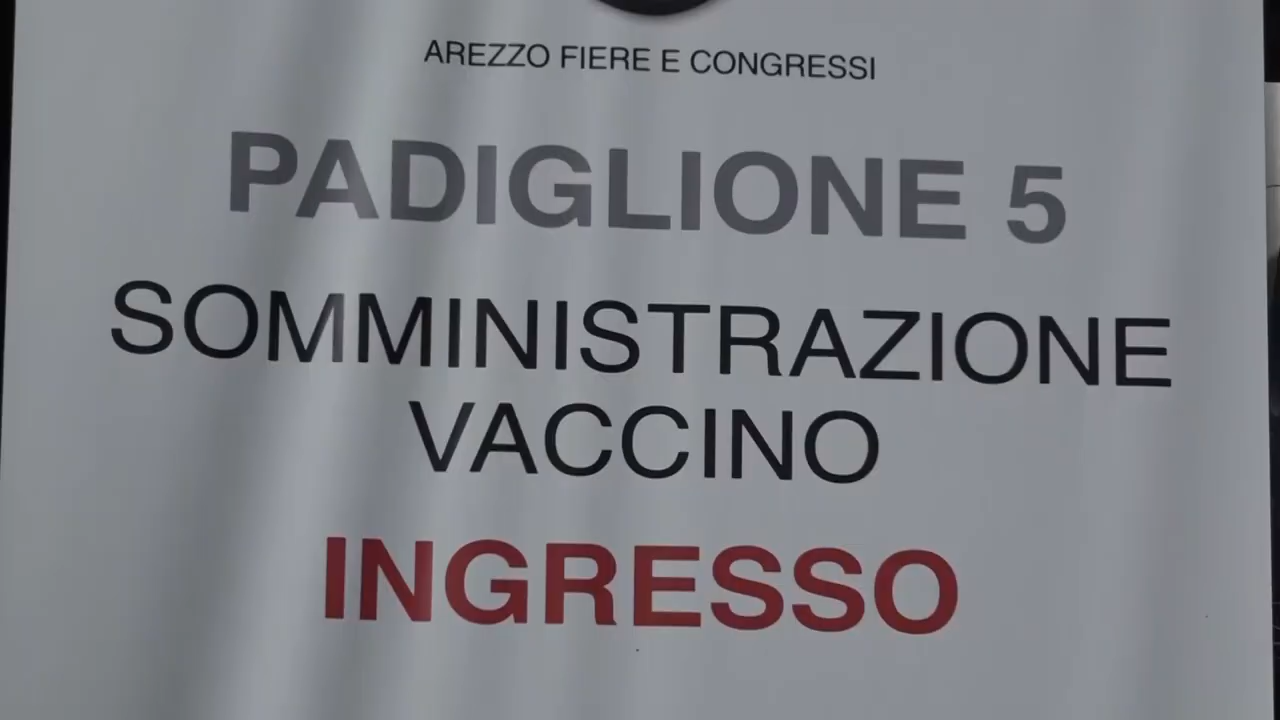 AREZZO FIERE E CONGRESSI
PADIGLIONE 5
SOMMINISTRAZIONE
VACCINO
INGRESSO